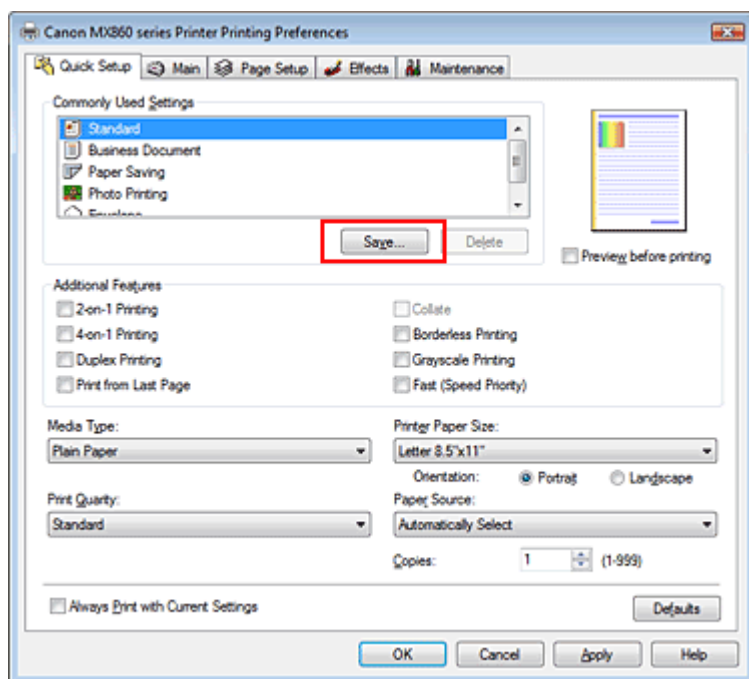 Canon MX860 series Printer Printing Preferences
Quick Setup Main Page Setup Effects Maintenance
Commonly Used Settings
Standard
Business Document
Paper Saving
Photo Printing
Envelope
Save... Delete
Preview before printing
Additional Features
2-on-1 Printing Collate
4-on-1 Printing Borderless Printing
Duplex Printing Grayscale Printing
Print from Last Page Fast (Speed Priority)
Media Type: Printer Paper Size:
Plain Paper Letter 8.5"x11"
Orientation: Portrait Landscape
Print Quality: Paper Source:
Standard Automatically Select
Copies: 1 (1-999)
Always Print with Current Settings Defaults
OK Cancel Apply Help